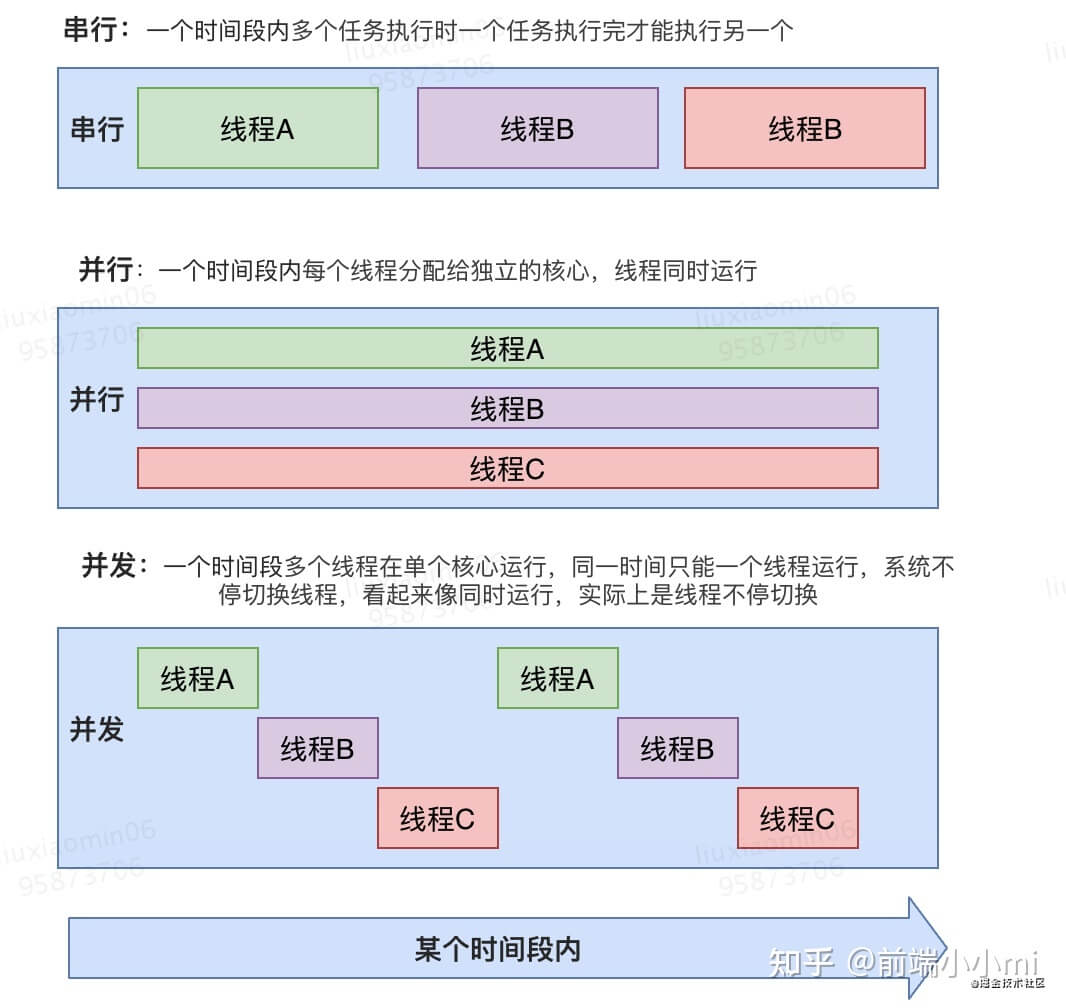 串行：一个时间段内多个任务执行时一个任务执行完才能执行另一个
串行
线程A
线程B
线程B
并行：一个时间段内每个线程分配给独立的核心，线程同时运行
并行
线程A
线程B
线程C
并发：一个时间段多个线程在单个核心运行，同一时间只能一个线程运行，系统不
停切换线程，看起来像同时运行，实际上是线程不停切换
并发
线程A
线程A
线程B
线程B
线程C
线程C
某个时间段内
知乎 @前端小小mi
@掘金技术社区
liuxiaomin06
95873706